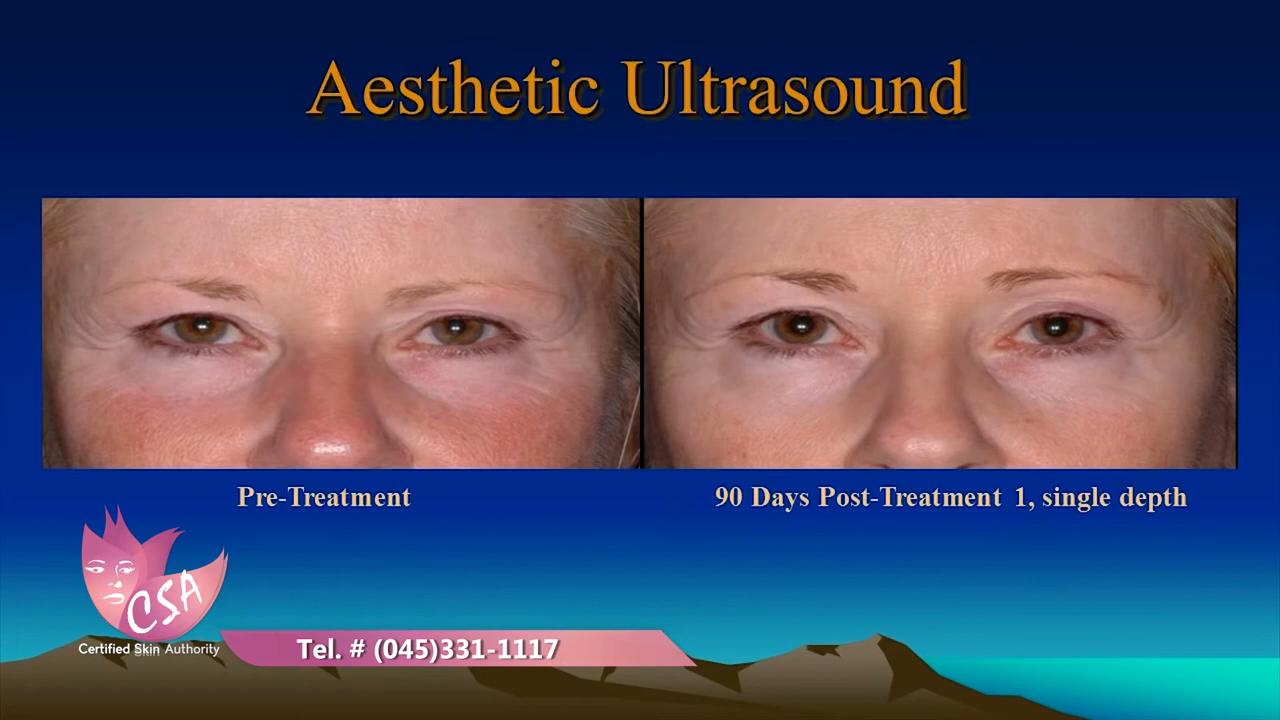 Aesthetic Ultrasound
Pre-Treatment
90 Days Post-Treatment 1, single depth
CSA
Certified Skin Authority
Tel. # (045)331-1117